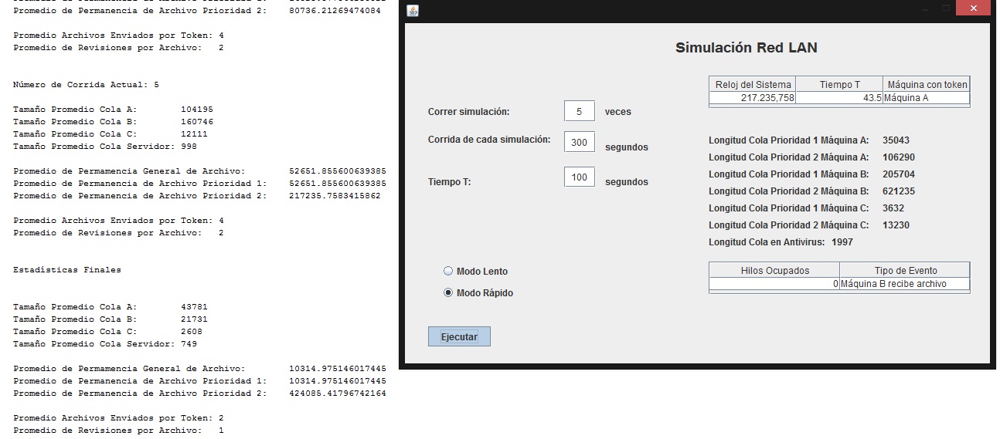 Promedio de Permanencia de Archivo Prioridad 2: 80736.21269474084
Promedio Archivos Enviados por Token: 4
Promedio de Revisiones por Archivo: 2
Número de Corrida Actual: 5
Tamaño Promedio Cola A: 104195
Tamaño Promedio Cola B: 160746
Tamaño Promedio Cola C: 12111
Tamaño Promedio Cola Servidor: 998
Promedio de Permamencia General de Archivo: 52651.855600639385
Promedio de Permanencia de Archivo Prioridad 1: 52651.855600639385
Promedio de Permanencia de Archivo Prioridad 2: 217235.7583415862
Promedio Archivos Enviados por Token: 4
Promedio de Revisiones por Archivo: 2
Estadísticas Finales
Tamaño Promedio Cola A: 43781
Tamaño Promedio Cola B: 21731
Tamaño Promedio Cola C: 2608
Tamaño Promedio Cola Servidor: 749
Promedio de Permamencia General de Archivo: 10314.975146017445
Promedio de Permanencia de Archivo Prioridad 1: 10314.975146017445
Promedio de Permanencia de Archivo Prioridad 2: 424085.41796742164
Promedio Archivos Enviados por Token: 2
Promedio de Revisiones por Archivo: 1
Simulación Red LAN
Correr simulación: 5 veces
Corrida de cada simulación: 300 segundos
Tiempo T: 100 segundos
Modo Lento
Modo Rápido
Ejecutar
Reloj del Sistema Tiempo T Máquina con token
217.235,758 43.5 Máquina A
Longitud Cola Prioridad 1 Máquina A: 35043
Longitud Cola Prioridad 2 Máquina A: 106290
Longitud Cola Prioridad 1 Máquina B: 205704
Longitud Cola Prioridad 2 Máquina B: 621235
Longitud Cola Prioridad 1 Máquina C: 3632
Longitud Cola Prioridad 2 Máquina C: 13230
Longitud Cola en Antivirus: 1997
Hilos Ocupados Tipo de Evento
0 Máquina B recibe archivo